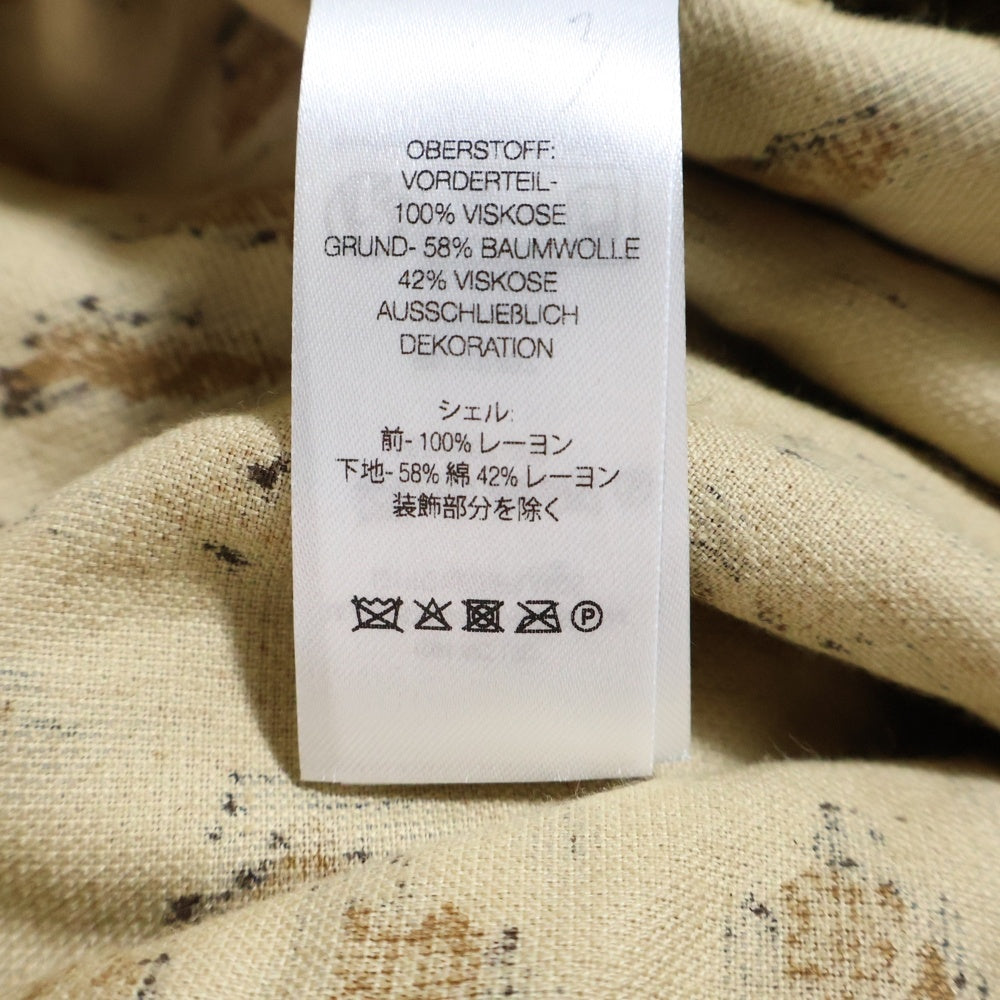 OBERSTOFF:
VORDERTEIL-
100% VISKOSE
GRUND- 58% BAUMWOLLE
42% VISKOSE
AUSSCHLIEßLICH
DEKORATION
シェル:
前- 100% レーヨン
下地- 58% 綿 42% レーヨン
装飾部分を除く
P